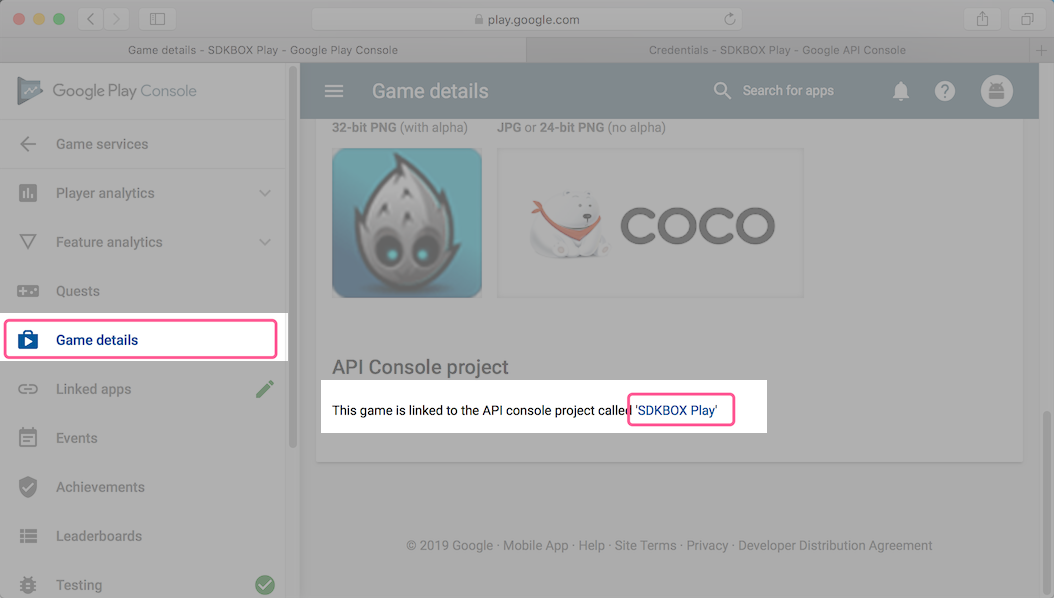 play.google.com
Game details - SDKBOX Play - Google Play Console
Credentials - SDKBOX Play - Google API Console
Google Play Console
Game details
Search for apps
Game services
Player analytics
Feature analytics
Quests
Game details
Linked apps
Events
Achievements
Leaderboards
Testing
32-bit PNG (with alpha)
JPG or 24-bit PNG (no alpha)
COCO
API Console project
This game is linked to the API console project called 'SDKBOX Play'
© 2019 Google · Mobile App · Help · Site Terms · Privacy · Developer Distribution Agreement